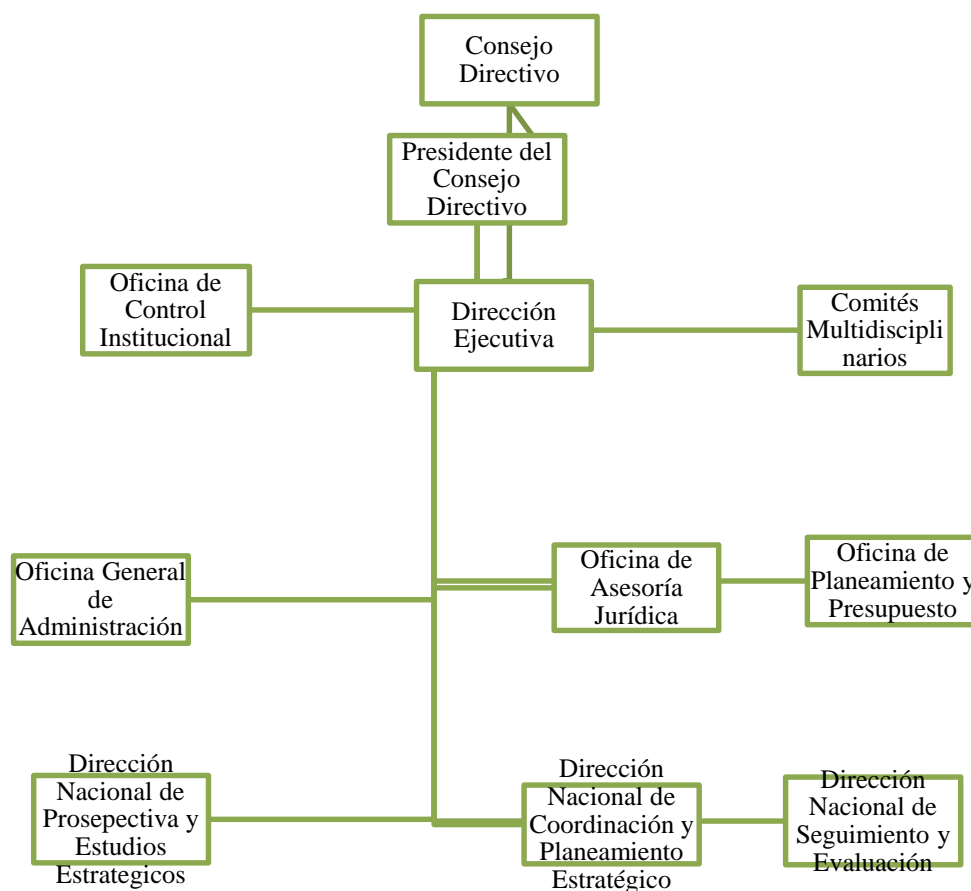 Consejo
Directivo
Presidente del
Consejo
Directivo
Oficina de
Control
Institucional
Dirección
Ejecutiva
Comités
Multidiscipli
narios
Oficina General
de
Administración
Oficina de
Asesoría
Jurídica
Oficina de
Planeamiento y
Presupuesto
Dirección
Nacional de
Prosepectiva y
Estudios
Estrategicos
Dirección
Nacional de
Coordinación y
Planeamiento
Estratégico
Dirección
Nacional de
Seguimiento y
Evaluación